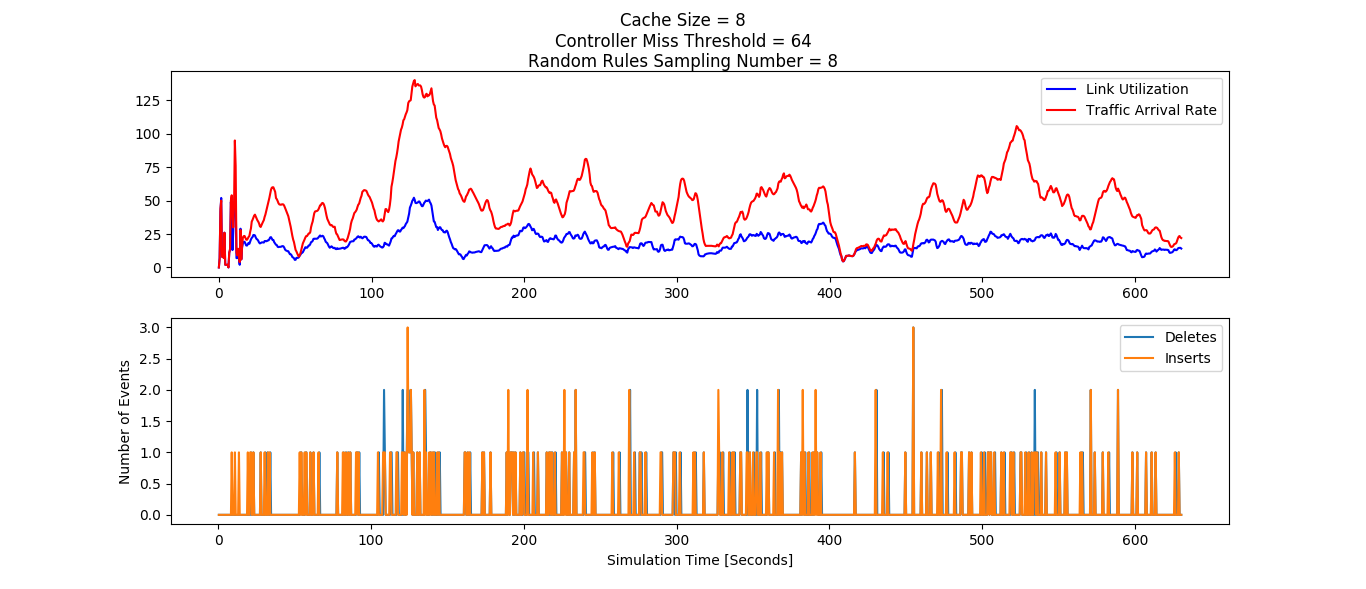 Cache Size = 8
Controller Miss Threshold = 64
Random Rules Sampling Number = 8
Link Utilization
Traffic Arrival Rate
125
100
75
50
25
0
0 100 200 300 400 500 600
Deletes
Inserts
Number of Events
3.0
2.5
2.0
1.5
1.0
0.5
0.0
0 100 200 300 400 500 600
Simulation Time [Seconds]